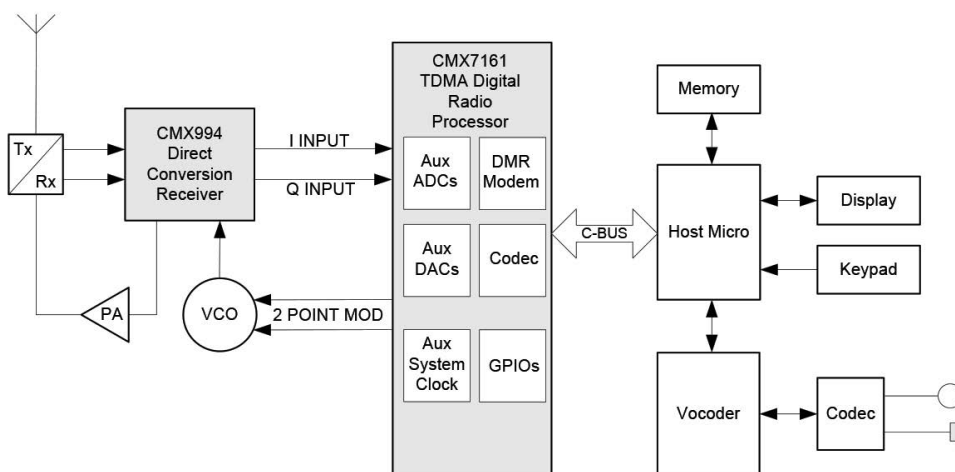 CMX7161
TDMA Digital
Radio
Processor
CMX994
Direct
Conversion
Receiver
Tx
Rx
I INPUT
Q INPUT
Aux
ADCs
DMR
Modem
Aux
DACs
Codec
Aux
System
Clock
GPIOs
PA
VCO
2 POINT MOD
C-BUS
Memory
Host Micro
Display
Keypad
Vocoder
Codec